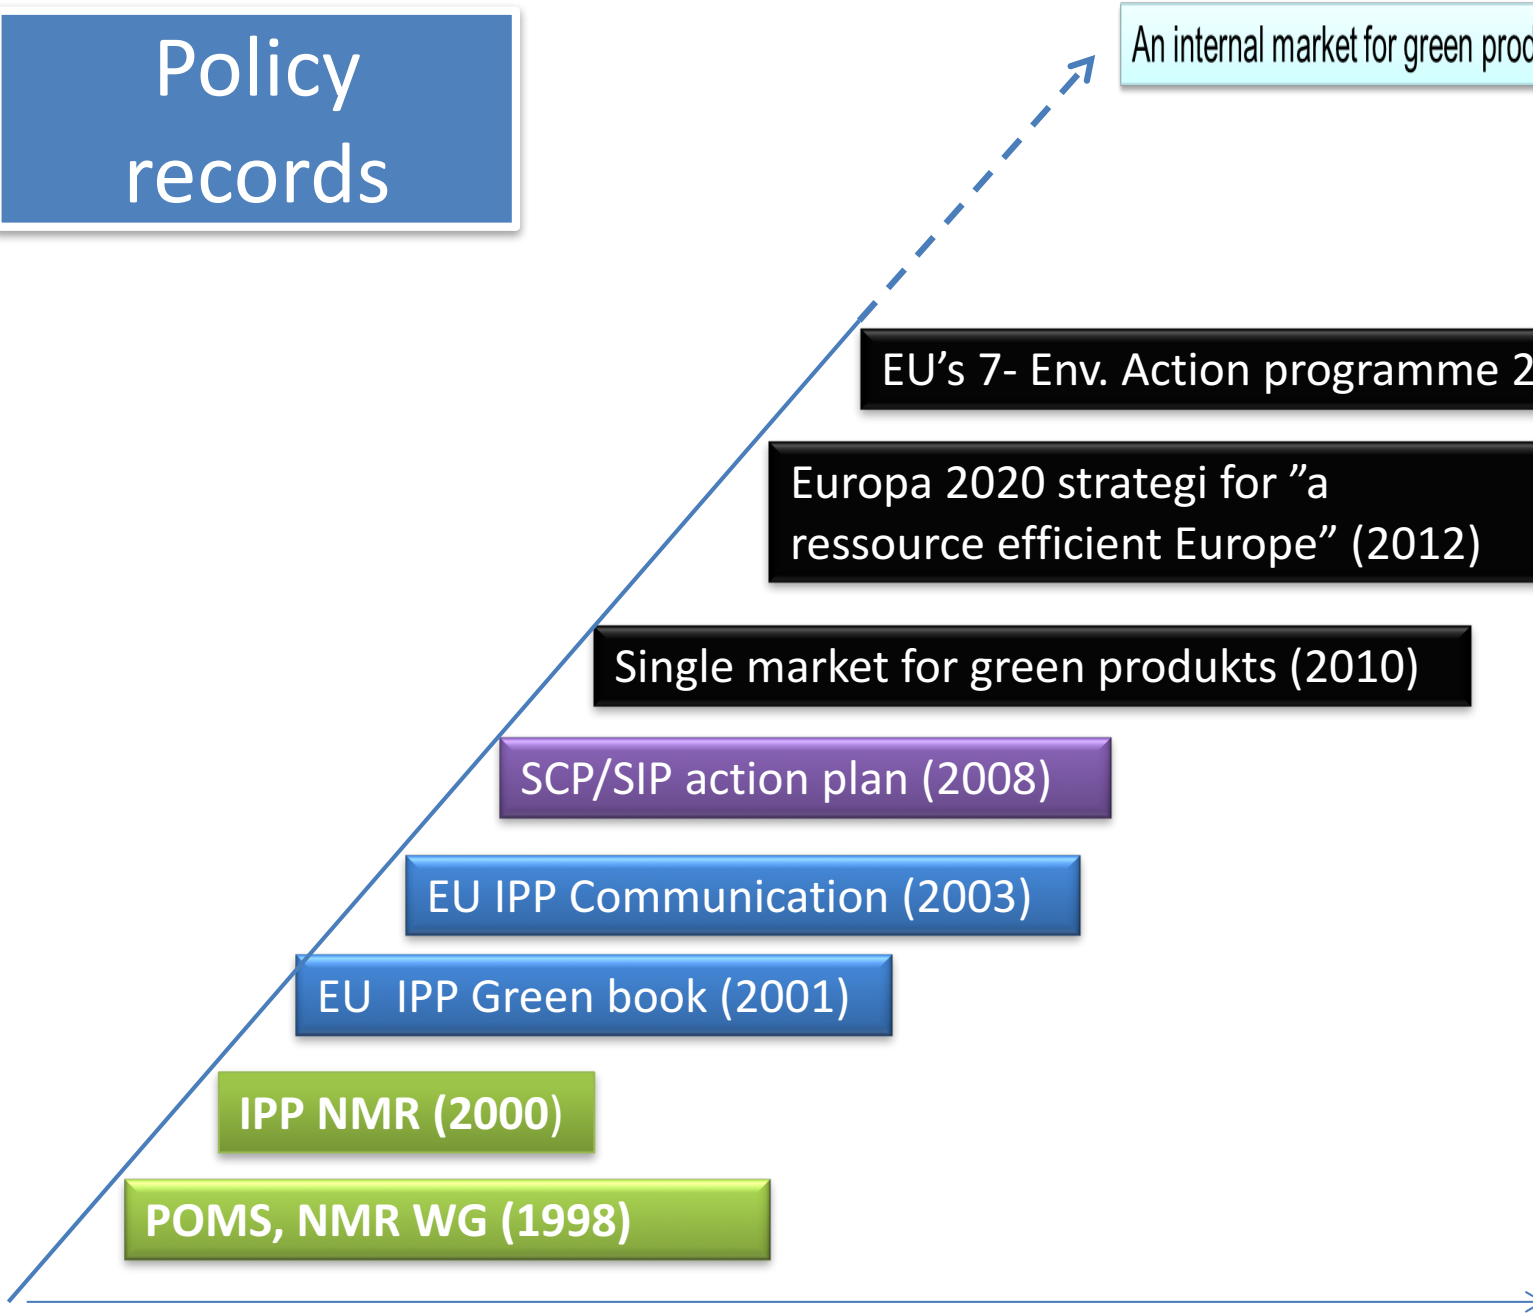 Policy
records
An internal market for green
EU’s 7- Env. Action programme
Europa 2020 strategi for ”a
ressource efficient Europe” (2012)
Single market for green produkts (2010)
SCP/SIP action plan (2008)
EU IPP Communication (2003)
EU  IPP Green book (2001)
IPP NMR (2000)
POMS, NMR WG (1998)